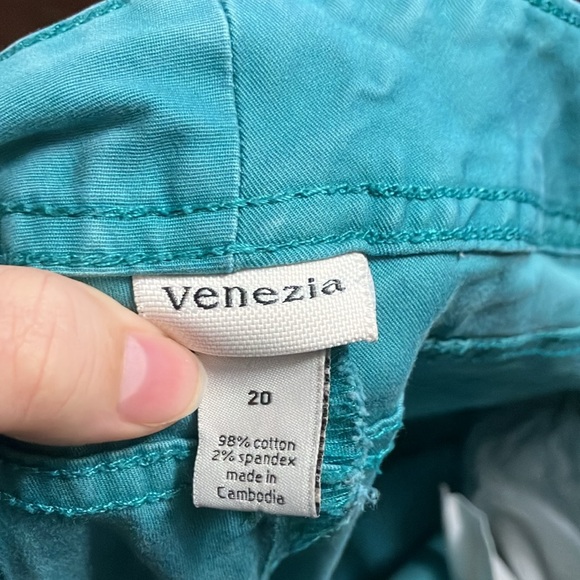 venezia
20
98% cotton
2% spandex
made in
Cambodia